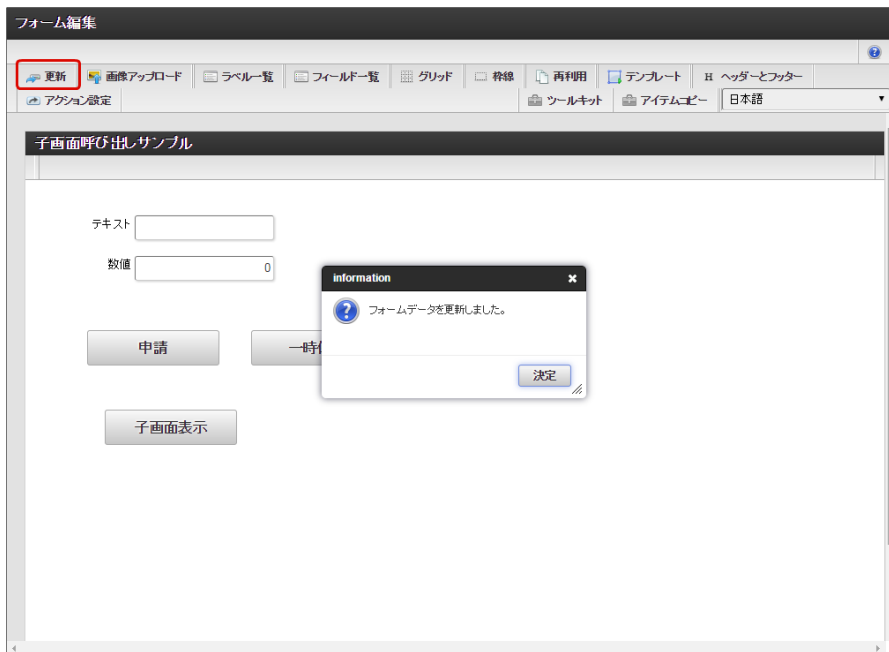 フォーム編集
更新 画像アップロード ラベル一覧 フィールド一覧 グリッド 枠線 再利用 テンプレート H ヘッダーとフッター
アクション設定 ツールキット アイテムコピー 日本語
子画面呼び出しサンプル
テキスト
数値 0
information
フォームデータを更新しました。
申請 一時
決定
子画面表示